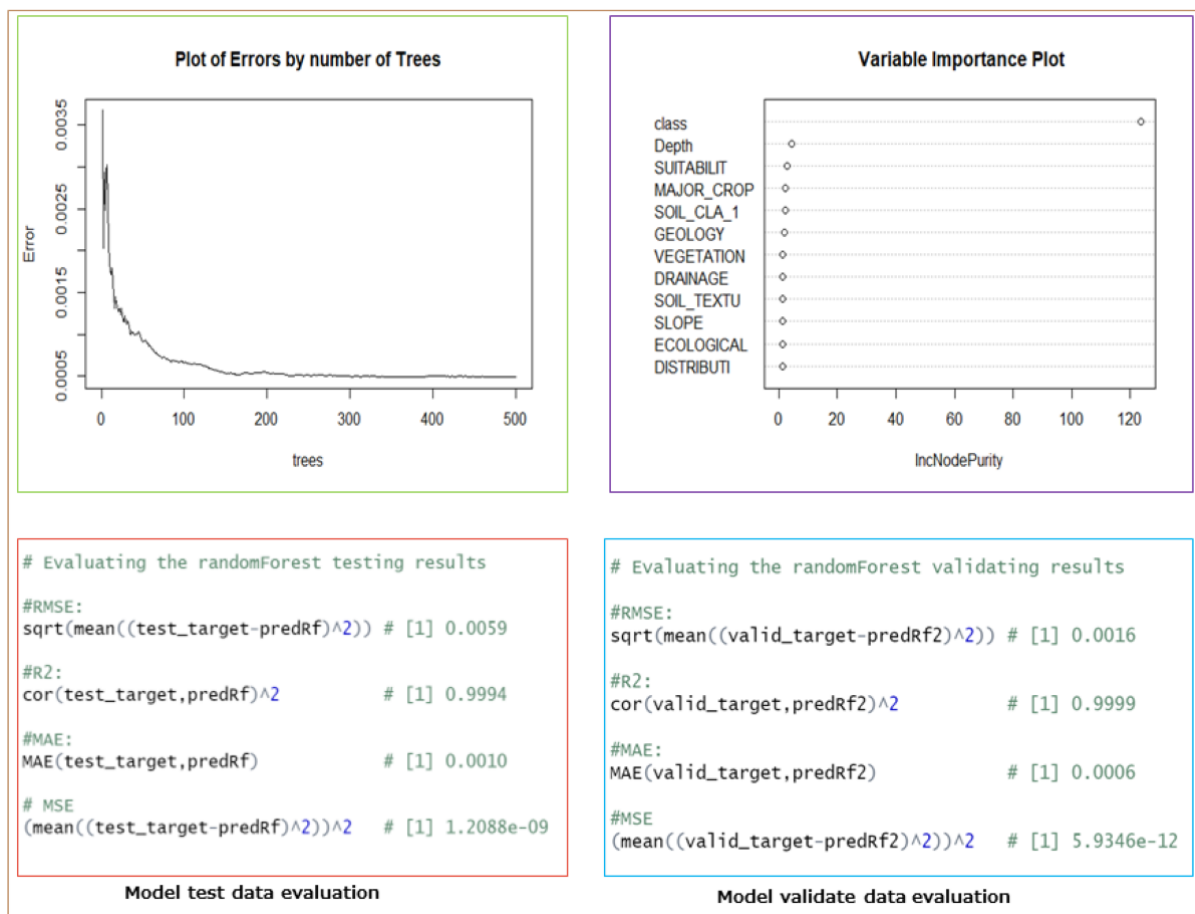 Plot of Errors by number of Trees
Error
0.0005
0.0015
0.0025
0.0035
0 100 200 300 400 500
trees
Variable Importance Plot
class
Depth
SUITABILIT
MAJOR_CROP
SOIL_CLA_1
GEOLOGY
VEGETATION
DRAINAGE
SOIL_TEXTU
SLOPE
ECOLOGICAL
DISTRIBUTI
0 20 40 60 80 100 120
IncNodePurity
# Evaluating the randomForest testing results
#RMSE:
sqrt(mean((test_target-predRf)^2)) # [1] 0.0059
#R2:
cor(test_target,predRf)^2 # [1] 0.9994
#MAE:
MAE(test_target,predRf) # [1] 0.0010
# MSE
(mean((test_target-predRf)^2))^2 # [1] 1.2088e-09
Model test data evaluation
# Evaluating the randomForest validating results
#RMSE:
sqrt(mean((valid_target-predRf2)^2)) # [1] 0.0016
#R2:
cor(valid_target,predRf2)^2 # [1] 0.9999
#MAE:
MAE(valid_target,predRf2) # [1] 0.0006
#MSE
(mean((valid_target-predRf2)^2))^2 # [1] 5.9346e-12
Model validate data evaluation